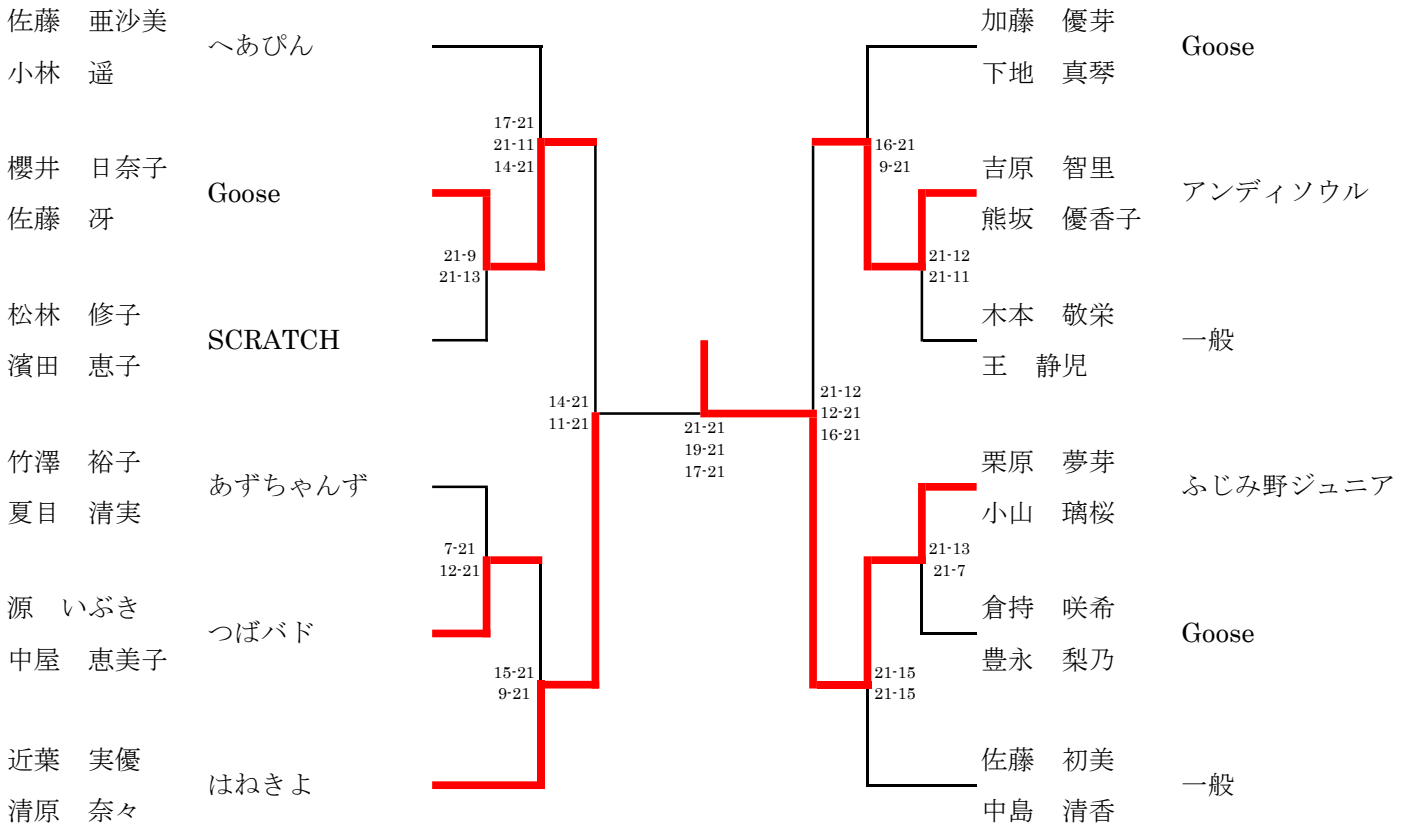 佐藤　亜沙美
小林　遥
へあぴん
17-21
21-11
14-21
櫻井　日奈子
佐藤　冴
Goose
21-9
21-13
松林　修子
濱田　恵子
SCRATCH
14-21
11-21
竹澤　裕子
夏目　清実
あずちゃんず
7-21
12-21
源　いぶき
中屋　恵美子
つばバド
15-21
9-21
近葉　実優
清原　奈々
はねきよ
21-21
19-21
17-21
加藤　優芽
下地　真琴
Goose
16-21
9-21
吉原　智里
熊坂　優香子
アンディソウル
21-12
21-11
木本　敬栄
王　静児
一般
21-12
12-21
16-21
栗原　夢芽
小山　璃桜
ふじみ野ジュニア
21-13
21-7
倉持　咲希
豊永　梨乃
Goose
21-15
21-15
佐藤　初美
中島　清香
一般